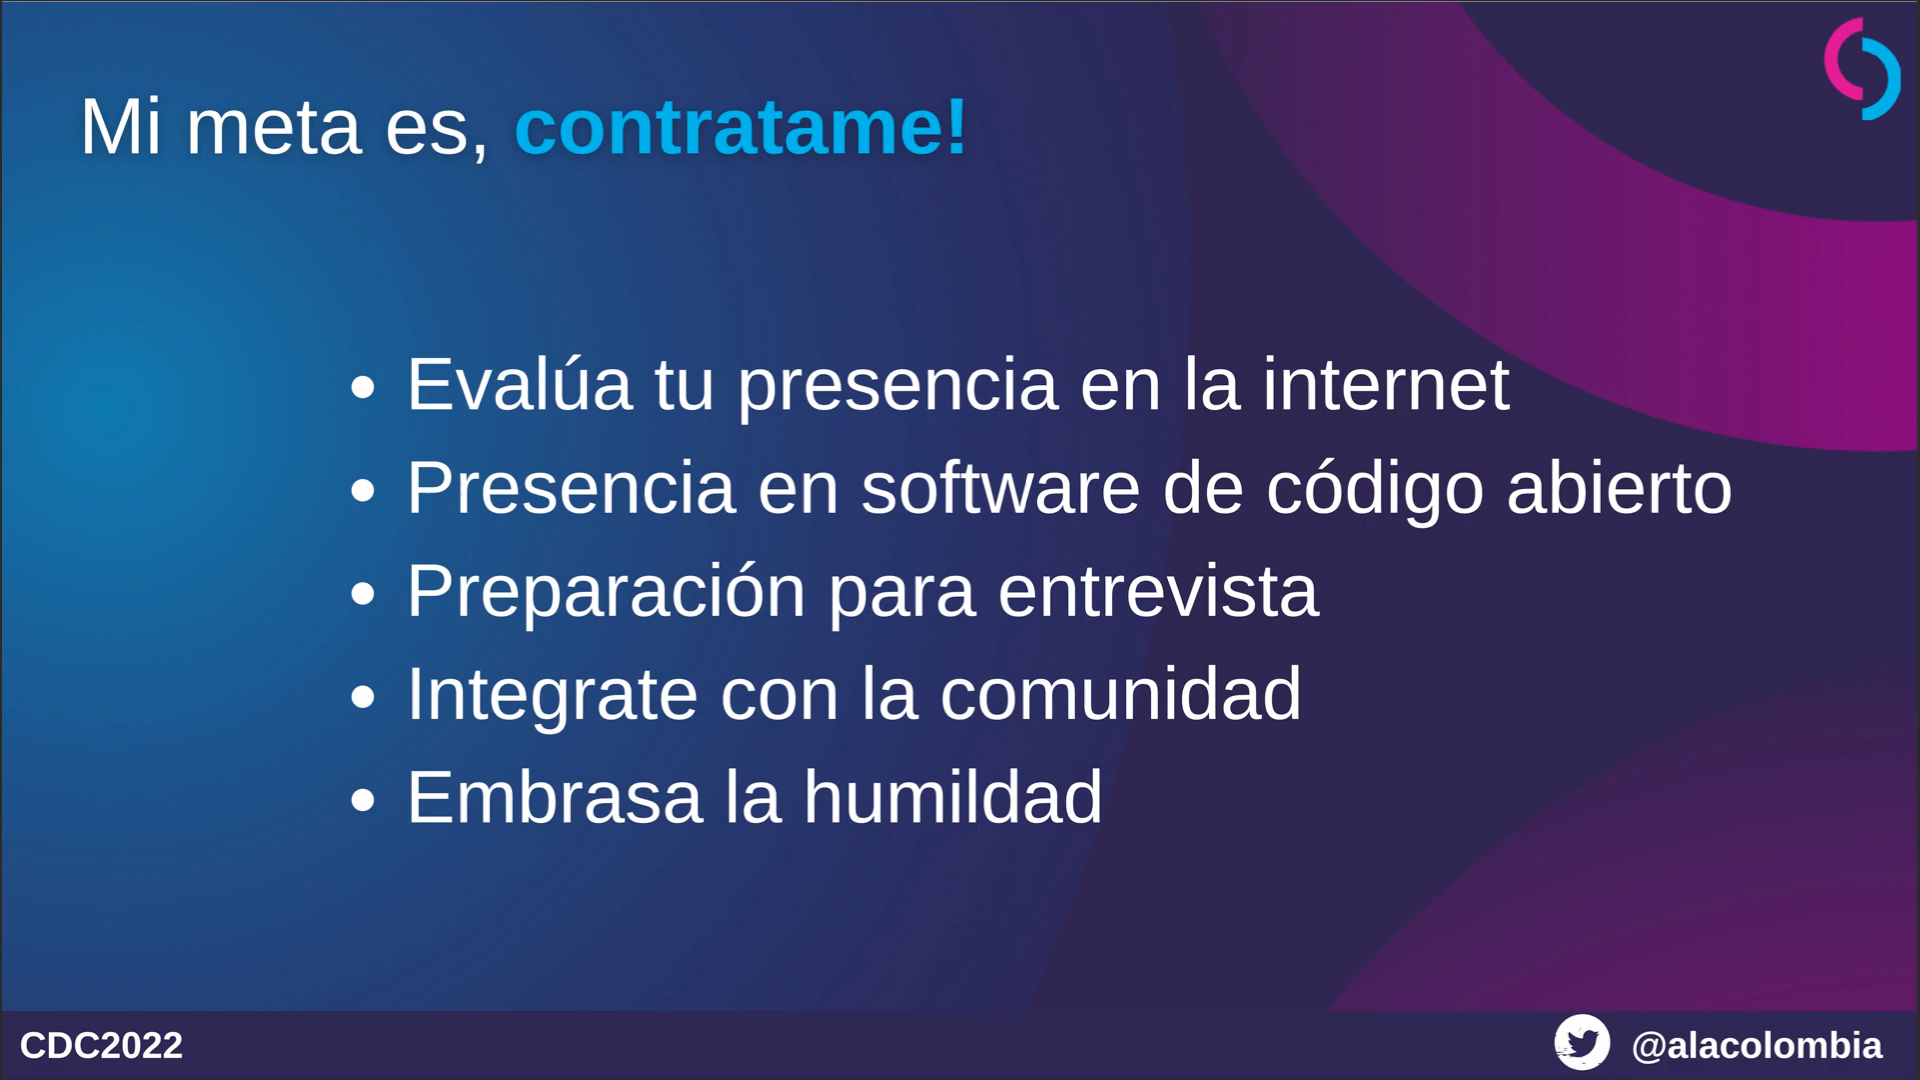 Mi meta es, contratame!
• Evalúa tu presencia en la internet
• Presencia en software de código abierto
• Preparación para entrevista
• Integrate con la comunidad
• Embrasa la humildad
CDC2022
@alacolombia